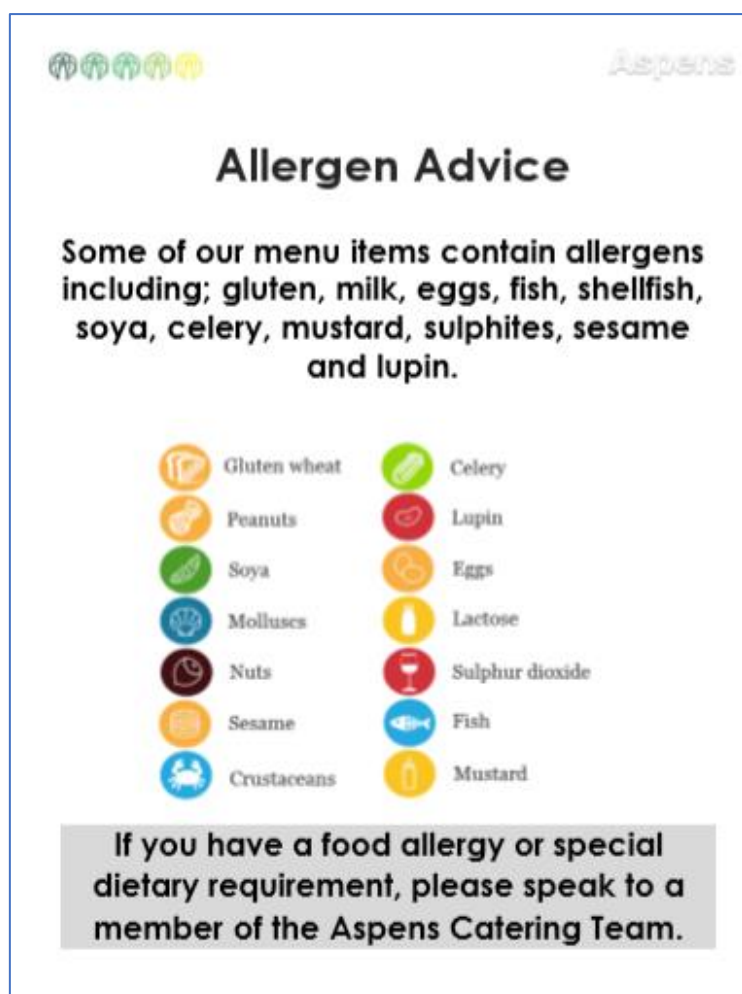 Aspens
Allergen Advice
Some of our menu items contain allergens
including; gluten, milk, eggs, fish, shellfish,
soya, celery, mustard, sulphites, sesame
and lupin.
Gluten wheat
Peanuts
Soya
Molluscs
Nuts
Sesame
Crustaceans
Celery
Lupin
Eggs
Lactose
Sulphur dioxide
Fish
Mustard
If you have a food allergy or special
dietary requirement, please speak to a
member of the Aspens Catering Team.